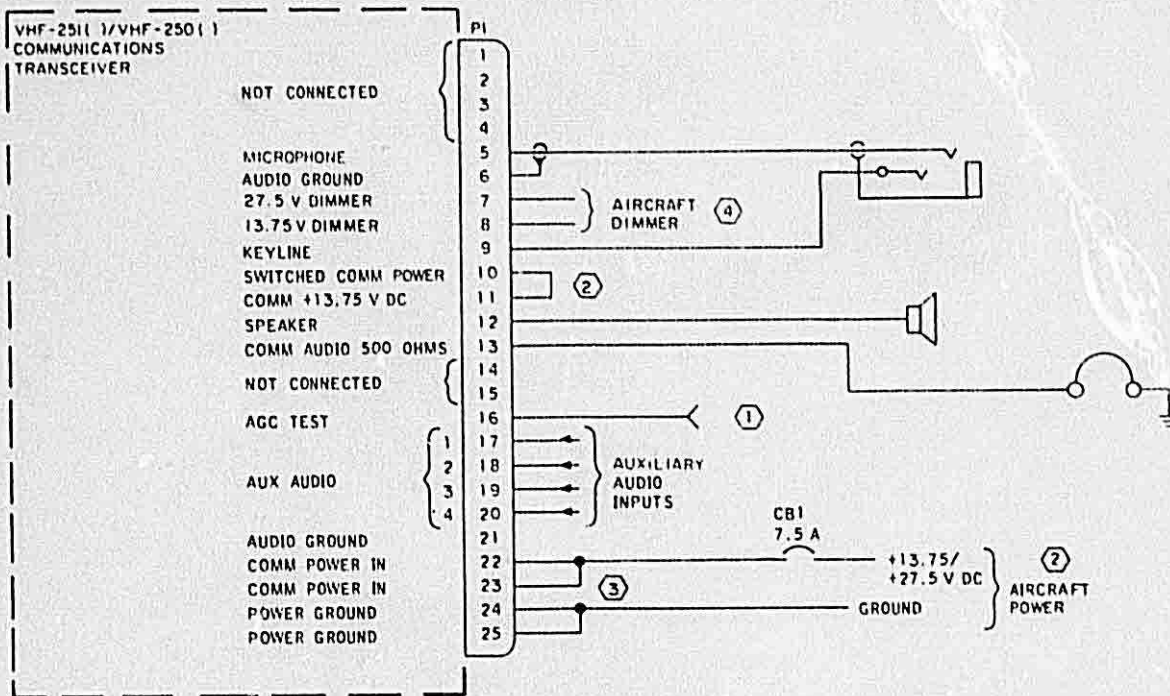 VHF-251( )/VHF-250( )
COMMUNICATIONS
TRANSCEIVER
P1
1
2
NOT CONNECTED
3
4
MICROPHONE 5
AUDIO GROUND 6
27.5 V DIMMER 7
13.75 V DIMMER 8
AIRCRAFT
DIMMER
4
KEYLINE 9
SWITCHED COMM POWER 10
COMM +13.75 V DC 11
2
SPEAKER 12
COMM AUDIO 500 OHMS 13
14
NOT CONNECTED
15
AGC TEST 16
1
AUX AUDIO
1 17
2 18
3 19
4 20
AUXILIARY
AUDIO
INPUTS
AUDIO GROUND 21
COMM POWER IN 22
COMM POWER IN 23
3
POWER GROUND 24
POWER GROUND 25
CB1
7.5 A
+13.75/
+27.5 V DC
GROUND
2
AIRCRAFT
POWER